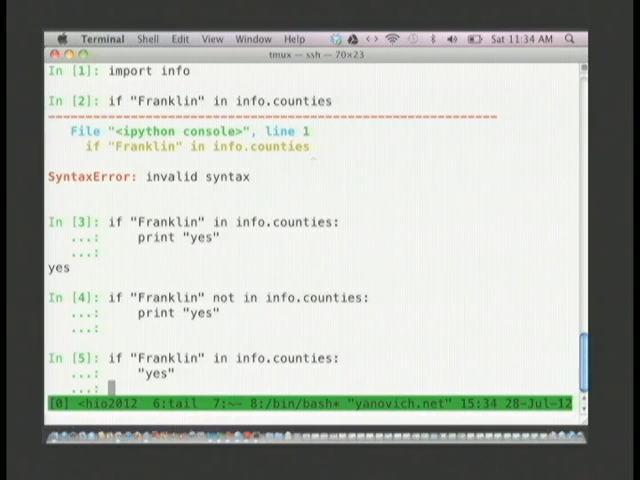 Terminal Shell Edit View Window Help Sat 11:34 AM
tmux — ssh — 70×23
In [1]: import info
In [2]: if "Franklin" in info.counties
File "<ipython console>", line 1
if "Franklin" in info.counties
^
SyntaxError: invalid syntax
In [3]: if "Franklin" in info.counties:
...: print "yes"
...:
yes
In [4]: if "Franklin" not in info.counties:
...: print "yes"
...:
In [5]: if "Franklin" in info.counties:
...: "yes"
...:
[0] <hio2012 6:tail 7:~- 8:/bin/bash* "yanovich.net" 15:34 28-Jul-12